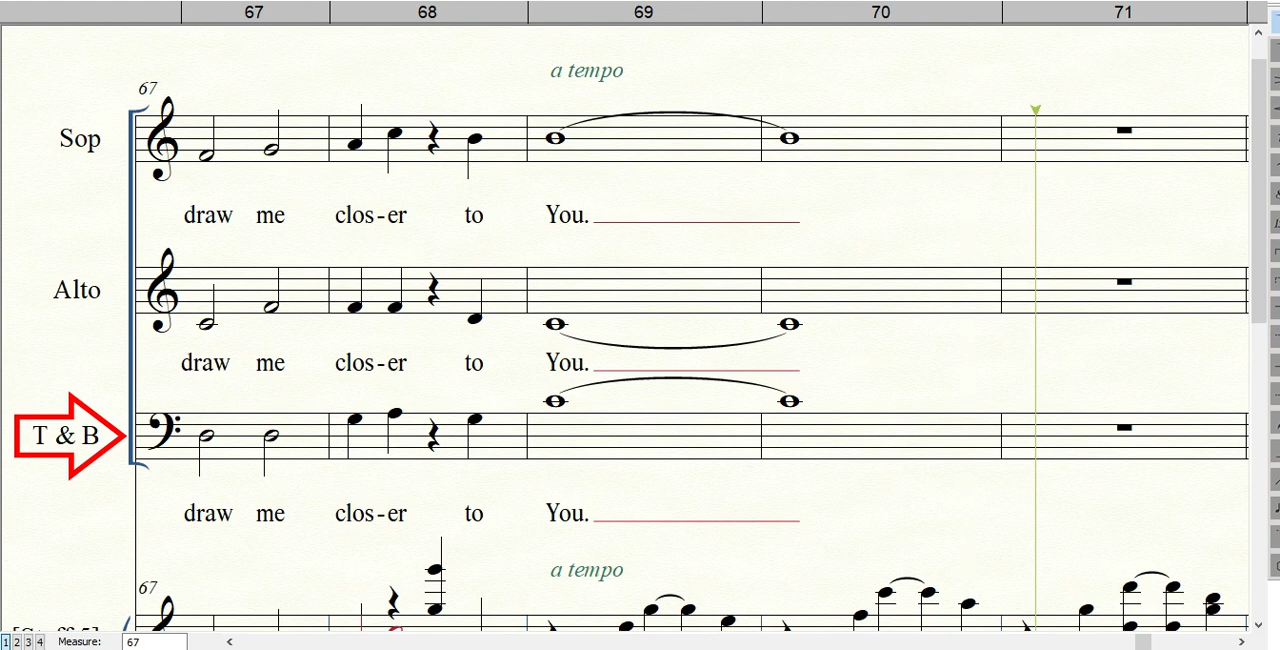 67 68 69 70 71
a tempo
67
Sop
draw me clos-er to You.
Alto
draw me clos-er to You.
T & B
draw me clos-er to You.
a tempo
67
1 2 3 4 Measure: 67